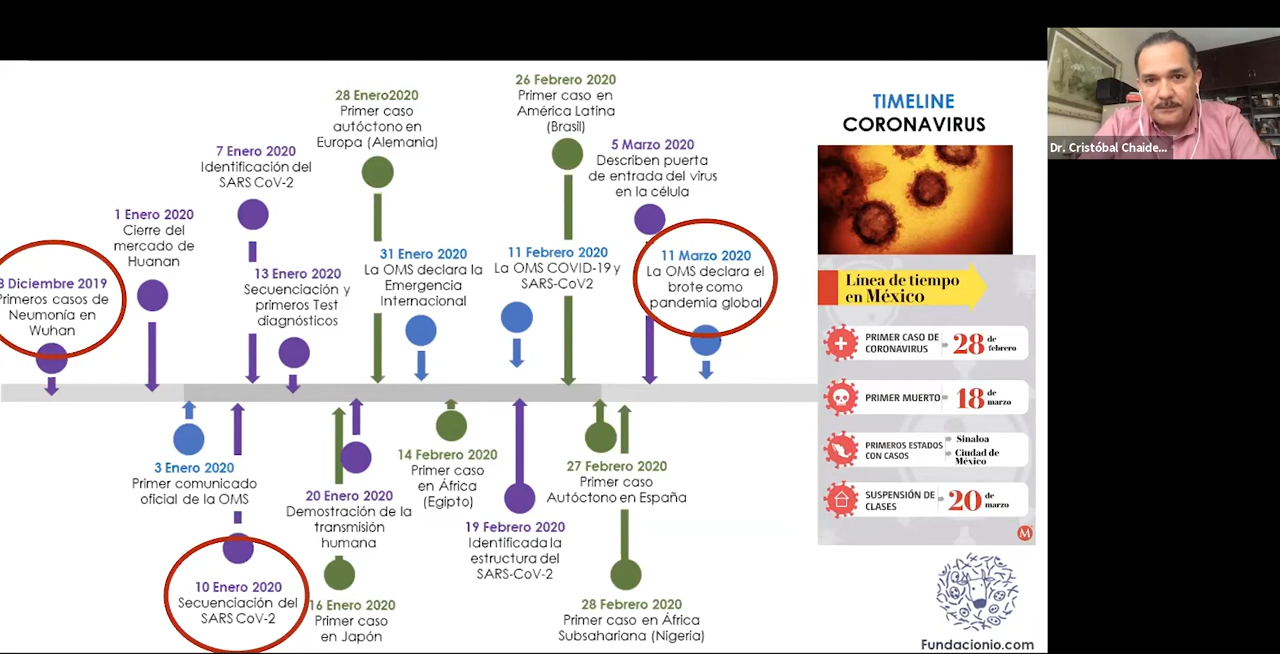 28 Enero2020
Primer caso
autóctono en
Europa (Alemania)
26 Febrero 2020
Primer caso en
América Latina
(Brasil)
7 Enero 2020
Identificación del
SARS CoV-2
5 Marzo 2020
Describen puerta
de entrada del virus
en la célula
1 Enero 2020
Cierre del
mercado de
Huanan
8 Diciembre 2019
Primeros casos de
Neumonía en
Wuhan
13 Enero 2020
Secuenciación y
primeros Test
diagnósticos
31 Enero 2020
La OMS declara la
Emergencia
Internacional
11 Febrero 2020
La OMS COVID-19 y
SARS-CoV2
11 Marzo 2020
La OMS declara el
brote como
pandemia global
3 Enero 2020
Primer comunicado
oficial de la OMS
10 Enero 2020
Secuenciación del
SARS CoV-2
20 Enero 2020
Demostración de la
transmisión
humana
16 Enero 2020
Primer caso
en Japón
14 Febrero 2020
Primer caso
en África
(Egipto)
19 Febrero 2020
Identificada la
estructura del
SARS-CoV-2
27 Febrero 2020
Primer caso
Autóctono en España
28 Febrero 2020
Primer caso en África
Subsahariana (Nigeria)
TIMELINE
CORONAVIRUS
Línea de tiempo
en México
PRIMER CASO DE
CORONAVIRUS
28 de
febrero
PRIMER MUERTO
18 de
marzo
PRIMEROS ESTADOS
CON CASOS
Sinaloa
Ciudad de
México
SUSPENSIÓN DE
CLASES
20 de
marzo
M
Fundacionio.com
Dr. Cristóbal Chaide...